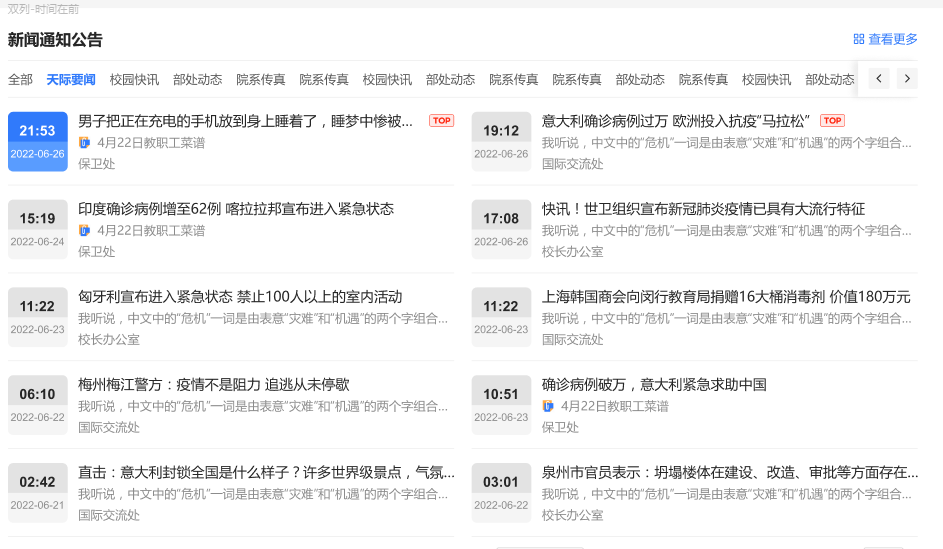 双列-时间在前
新闻通知公告
查看更多
全部 天际要闻 校园快讯 部处动态 院系传真 院系传真 校园快讯 部处动态 院系传真 院系传真 部处动态 院系传真 校园快讯 部处动态
21:53
2022-06-26
男子把正在充电的手机放到身上睡着了，睡梦中惨被... TOP
4月22日教职工菜谱
保卫处
19:12
2022-06-26
意大利确诊病例过万 欧洲投入抗疫“马拉松” TOP
我听说，中文中的“危机”一词是由表意“灾难”和“机遇”的两个字组合...
国际交流处
15:19
2022-06-24
印度确诊病例增至62例 喀拉拉邦宣布进入紧急状态
4月22日教职工菜谱
保卫处
17:08
2022-06-26
快讯！世卫组织宣布新冠肺炎疫情已具有大流行特征
我听说，中文中的“危机”一词是由表意“灾难”和“机遇”的两个字组合...
校长办公室
11:22
2022-06-23
匈牙利宣布进入紧急状态 禁止100人以上的室内活动
我听说，中文中的“危机”一词是由表意“灾难”和“机遇”的两个字组合...
校长办公室
11:22
2022-06-23
上海韩国商会向闵行教育局捐赠16大桶消毒剂 价值180万元
我听说，中文中的“危机”一词是由表意“灾难”和“机遇”的两个字组合...
国际交流处
06:10
2022-06-22
梅州梅江警方：疫情不是阻力 追逃从未停歇
我听说，中文中的“危机”一词是由表意“灾难”和“机遇”的两个字组合...
国际交流处
10:51
2022-06-23
确诊病例破万，意大利紧急求助中国
4月22日教职工菜谱
保卫处
02:42
2022-06-21
直击：意大利封锁全国是什么样子？许多世界级景点，气氛...
我听说，中文中的“危机”一词是由表意“灾难”和“机遇”的两个字组合...
国际交流处
03:01
2022-06-22
泉州市官员表示：坍塌楼体在建设、改造、审批等方面存在...
我听说，中文中的“危机”一词是由表意“灾难”和“机遇”的两个字组合...
校长办公室